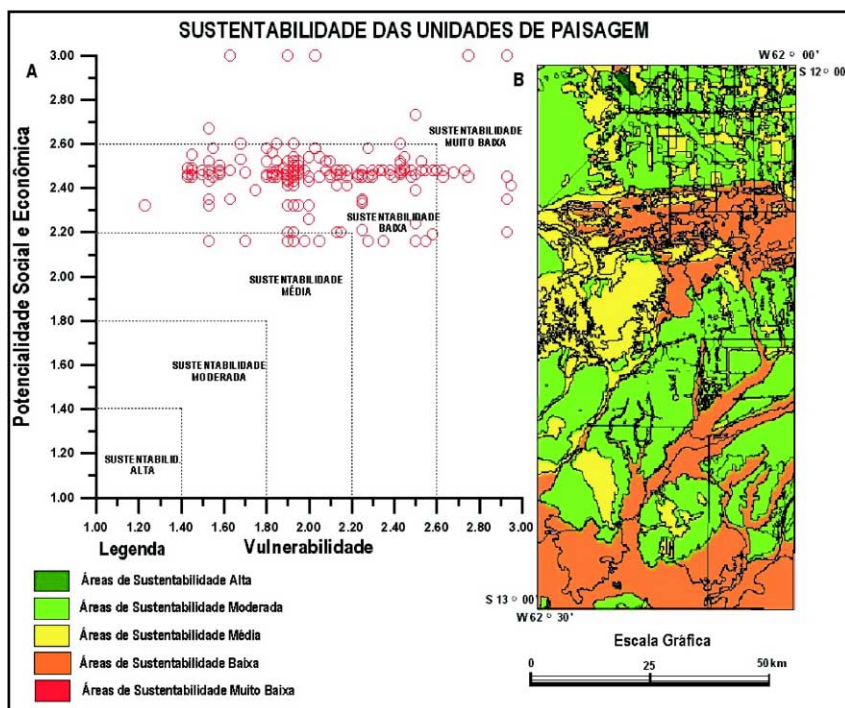 SUSTENTABILIDADE DAS UNIDADES DE PAISAGEM
A
3.00
2.80
2.60
2.40
2.20
2.00
1.80
1.60
1.40
1.20
1.00
Potencialidade Social e Econômica
SUSTENTABILIDADE
MUITO BAIXA
SUSTENTABILIDADE
BAIXA
SUSTENTABILIDADE
MÉDIA
SUSTENTABILIDADE
MODERADA
SUSTENTABILID.
ALTA
1.00 1.40 1.60 1.80 2.00 2.20 2.40 2.60 2.80 3.00
Vulnerabilidade
B
W 62 ° 00'
S 12 ° 00'
S 13 ° 00'
W 62 ° 30'
Legenda
Áreas de Sustentabilidade Alta
Áreas de Sustentabilidade Moderada
Áreas de Sustentabilidade Média
Áreas de Sustentabilidade Baixa
Áreas de Sustentabilidade Muito Baixa
Escala Gráfica
0 25 50 km